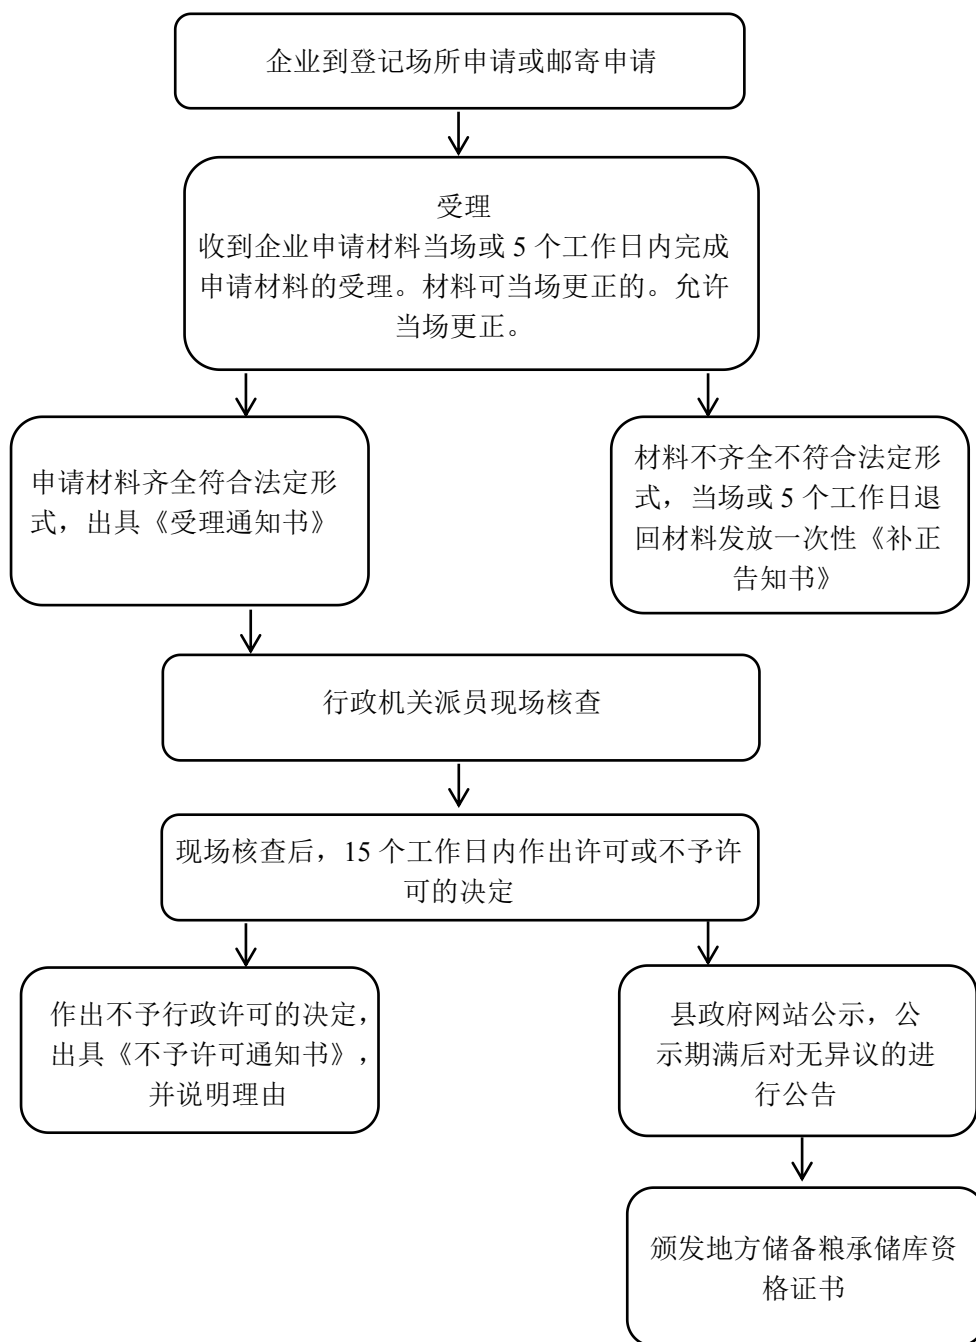 企业到登记场所申请或邮寄申请
受理
收到企业申请材料当场或 5 个工作日内完成
申请材料的受理。材料可当场更正的。允许
当场更正。
申请材料齐全符合法定形
式，出具《受理通知书》
材料不齐全不符合法定形
式，当场或 5 个工作日退
回材料发放一次性《补正
告知书》
行政机关派员现场核查
现场核查后，15 个工作日内作出许可或不予许
可的决定
作出不予行政许可的决定，
出具《不予许可通知书》，
并说明理由
县政府网站公示，公
示期满后对无异议的进
行公告
颁发地方储备粮承储库资
格证书